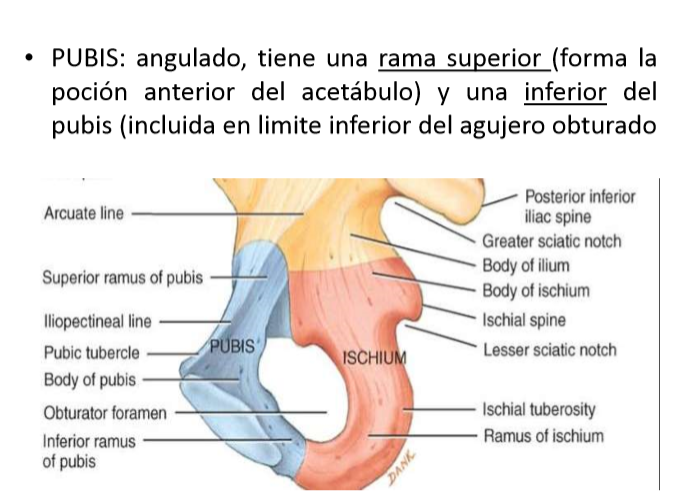 • PUBIS: angulado, tiene una rama superior (forma la
poción anterior del acetábulo) y una inferior del
pubis (incluida en limite inferior del agujero obturado
Arcuate line
Superior ramus of pubis
Iliopectineal line
Pubic tubercle
Body of pubis
Obturator foramen
Inferior ramus
of pubis
PUBIS
ISCHIUM
Posterior inferior
iliac spine
Greater sciatic notch
Body of ilium
Body of ischium
Ischial spine
Lesser sciatic notch
Ischial tuberosity
Ramus of ischium
DANK